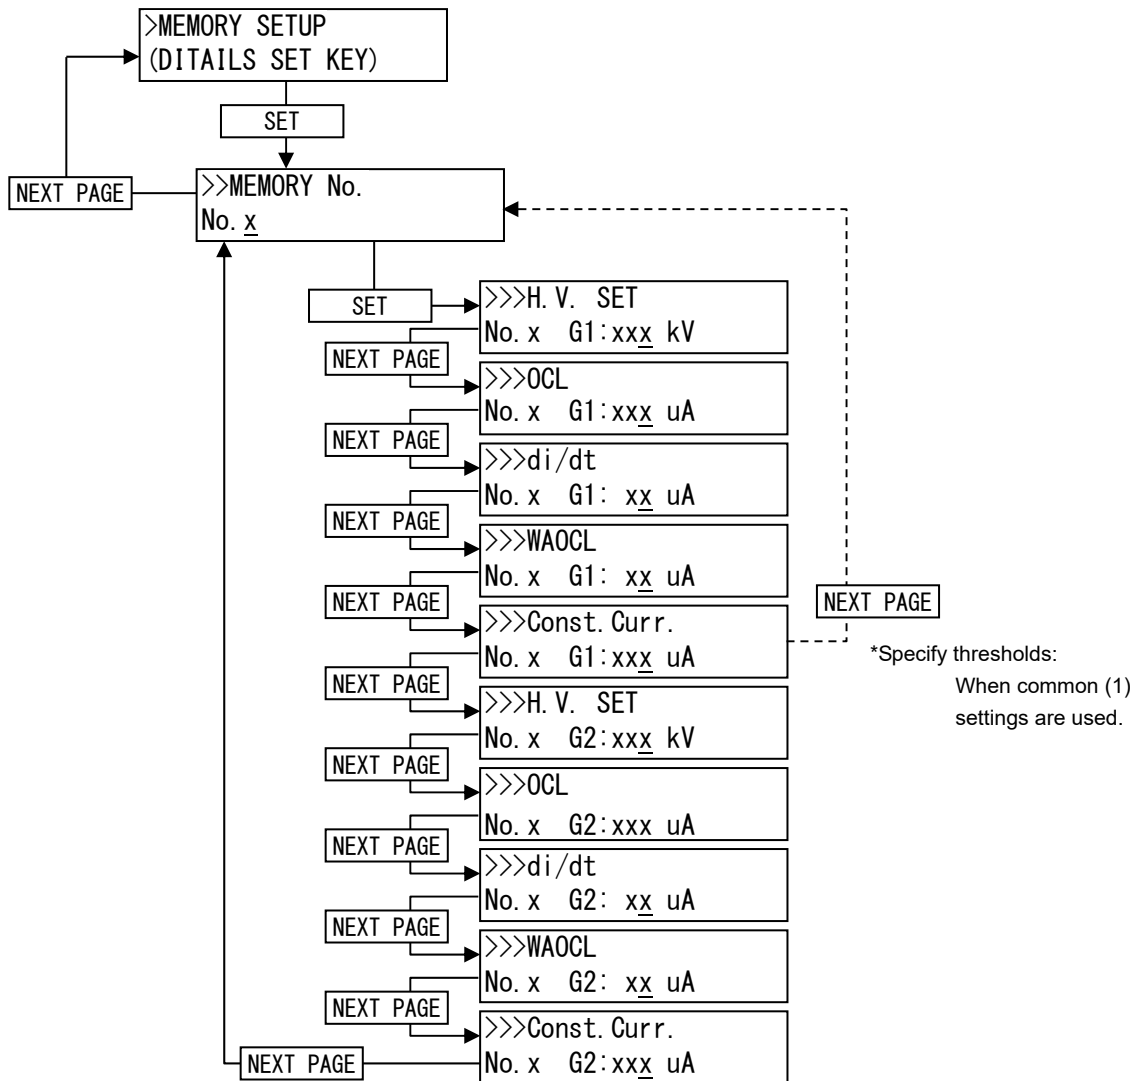 >MEMORY SETUP
(DITAILS SET KEY)
SET
NEXT PAGE
>>MEMORY No.
No. x
SET
>>>H. V. SET
No. x G1:xxx kV
NEXT PAGE
>>>OCL
No. x G1:xxx uA
NEXT PAGE
>>>di/dt
No. x G1: xx uA
NEXT PAGE
>>>WAOCL
No. x G1: xx uA
NEXT PAGE
>>>Const. Curr.
No. x G1:xxx uA
NEXT PAGE
*Specify thresholds:
When common (1)
settings are used.
NEXT PAGE
>>>H. V. SET
No. x G2:xxx kV
NEXT PAGE
>>>OCL
No. x G2:xxx uA
NEXT PAGE
>>>di/dt
No. x G2: xx uA
NEXT PAGE
>>>WAOCL
No. x G2: xx uA
NEXT PAGE
>>>Const. Curr.
No. x G2:xxx uA
NEXT PAGE